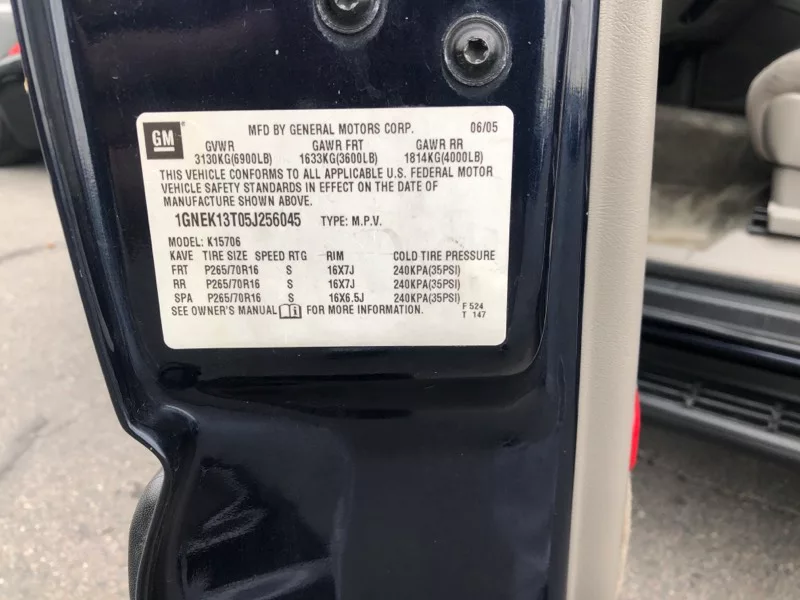 GM MFD BY GENERAL MOTORS CORP. 06/05
GVWR GAWR FRT GAWR RR
3130KG(6900LB) 1633KG(3600LB) 1814KG(4000LB)
THIS VEHICLE CONFORMS TO ALL APPLICABLE U.S. FEDERAL MOTOR
VEHICLE SAFETY STANDARDS IN EFFECT ON THE DATE OF
MANUFACTURE SHOWN ABOVE.
1GNEK13T05J256045 TYPE: M.P.V.
MODEL: K15706
KAVE TIRE SIZE SPEED RTG RIM COLD TIRE PRESSURE
FRT P265/70R16 S 16X7J 240KPA(35PSI)
RR P265/70R16 S 16X7J 240KPA(35PSI)
SPA P265/70R16 S 16X6.5J 240KPA(35PSI)
SEE OWNER'S MANUAL FOR MORE INFORMATION. F 524
T 147